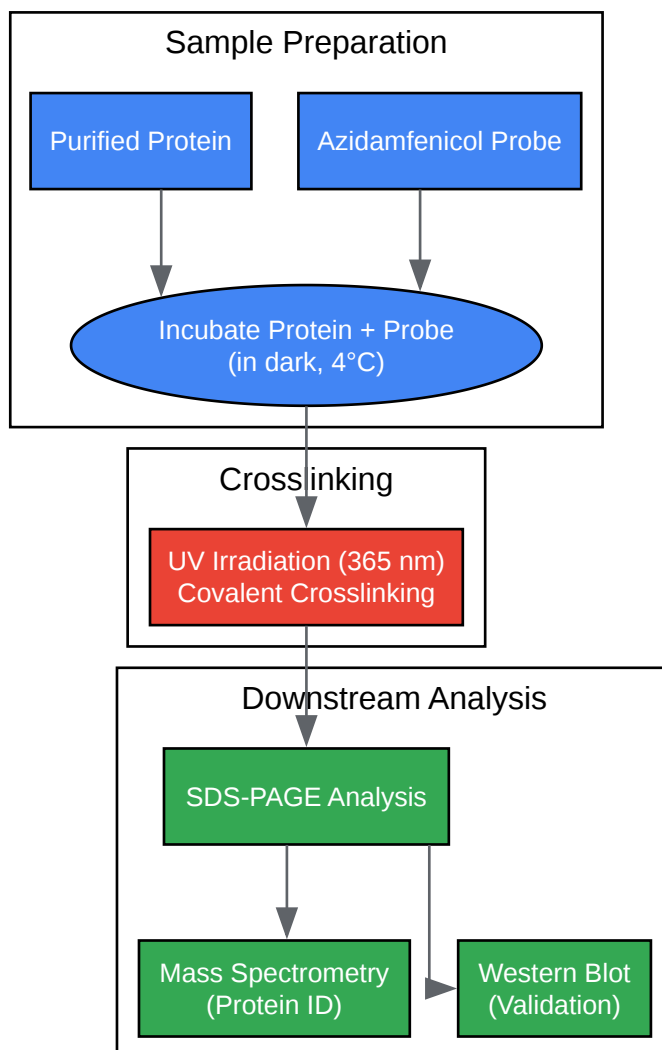 Sample Preparation
Purified Protein
Azidamfenicol Probe
Incubate Protein + Probe
(in dark, 4°C)
Crosslinking
UV Irradiation (365 nm)
Covalent Crosslinking
Downstream Analysis
SDS-PAGE Analysis
Mass Spectrometry
(Protein ID)
Western Blot
(Validation)